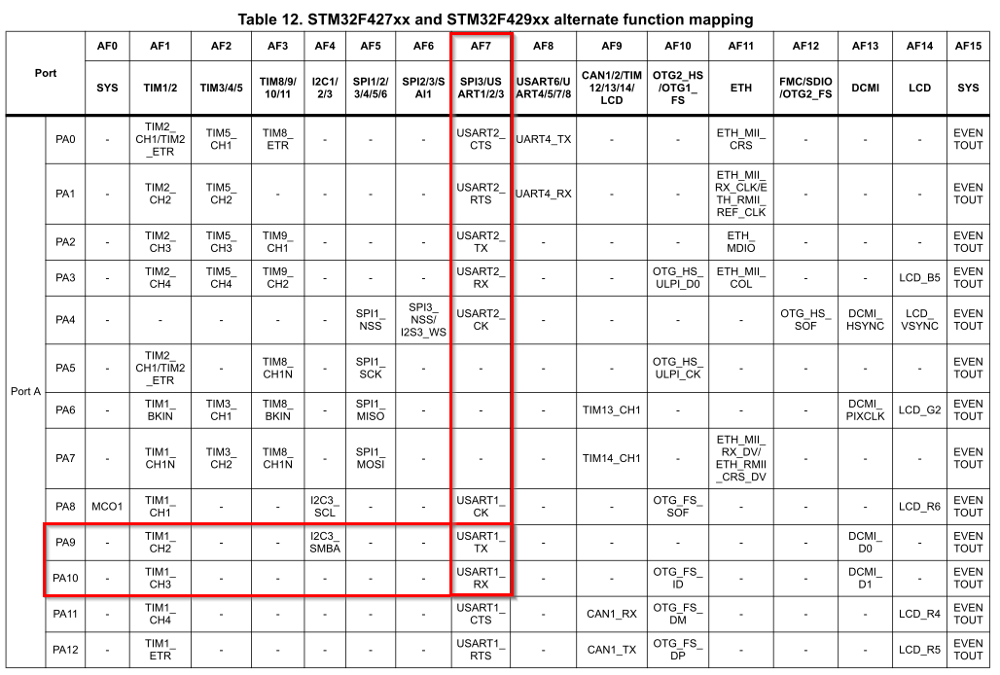 Table 12. STM32F427xx and STM32F429xx alternate function mapping
Port AF0 AF1 AF2 AF3 AF4 AF5 AF6 AF7 AF8 AF9 AF10 AF11 AF12 AF13 AF14 AF15
SYS TIM1/2 TIM3/4/5 TIM8/9/10/11 I2C1/2/3 SPI1/2/3/4/5/6 SPI2/3/SAI1 SPI3/USART1/2/3 USART6/UART4/5/7/8 CAN1/2/TIM12/13/14/LCD OTG2_HS/OTG1_FS ETH FMC/SDIO/OTG2_FS DCMI LCD SYS
Port A
PA0 - TIM2_CH1/TIM2_ETR TIM5_CH1 TIM8_ETR - - - USART2_CTS UART4_TX - - ETH_MII_CRS - - - EVENTOUT
PA1 - TIM2_CH2 TIM5_CH2 - - - - USART2_RTS UART4_RX - - ETH_MII_RX_CLK/ETH_RMII_REF_CLK - - - EVENTOUT
PA2 - TIM2_CH3 TIM5_CH3 TIM9_CH1 - - - USART2_TX - - - ETH_MDIO - - - EVENTOUT
PA3 - TIM2_CH4 TIM5_CH4 TIM9_CH2 - - - USART2_RX - - OTG_HS_ULPI_D0 ETH_MII_COL - - LCD_B5 EVENTOUT
PA4 - - - - - SPI1_NSS SPI3_NSS/I2S3_WS USART2_CK - - - - OTG_HS_SOF DCMI_HSYNC LCD_VSYNC EVENTOUT
PA5 - TIM2_CH1/TIM2_ETR - TIM8_CH1N - SPI1_SCK - - - - OTG_HS_ULPI_CK - - - - EVENTOUT
PA6 - TIM1_BKIN TIM3_CH1 TIM8_BKIN - SPI1_MISO - - - TIM13_CH1 - - - DCMI_PIXCLK LCD_G2 EVENTOUT
PA7 - TIM1_CH1N TIM3_CH2 TIM8_CH1N - SPI1_MOSI - - - TIM14_CH1 - ETH_MII_RX_DV/ETH_RMII_CRS_DV - - - EVENTOUT
PA8 MCO1 TIM1_CH1 - - I2C3_SCL - - USART1_CK - - OTG_FS_SOF - - - LCD_R6 EVENTOUT
PA9 - TIM1_CH2 - - I2C3_SMBA - - USART1_TX - - - - - DCMI_D0 - EVENTOUT
PA10 - TIM1_CH3 - - - - - USART1_RX - - OTG_FS_ID - - DCMI_D1 - EVENTOUT
PA11 - TIM1_CH4 - - - - - USART1_CTS - CAN1_RX OTG_FS_DM - - - LCD_R4 EVENTOUT
PA12 - TIM1_ETR - - - - - USART1_RTS - CAN1_TX OTG_FS_DP - - - LCD_R5 EVENTOUT